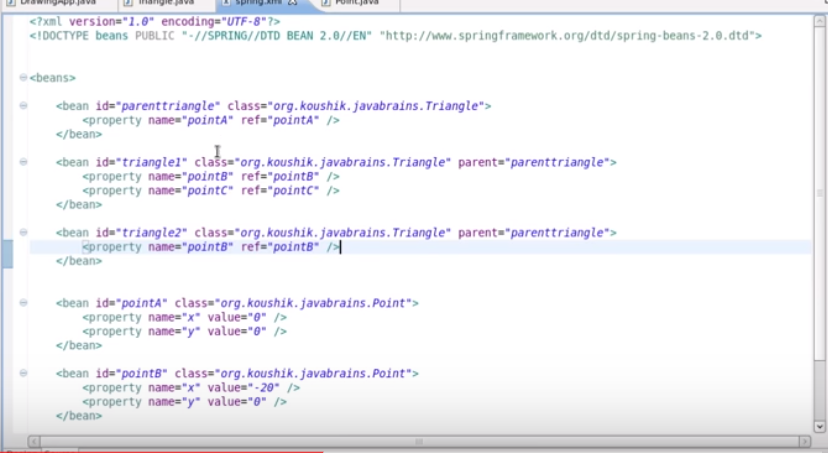 DrawingApp.java Triangle.java spring.xml Point.java
<?xml version="1.0" encoding="UTF-8"?>
<!DOCTYPE beans PUBLIC "-//SPRING//DTD BEAN 2.0//EN" "http://www.springframework.org/dtd/spring-beans-2.0.dtd">
<beans>
<bean id="parenttriangle" class="org.koushik.javabrains.Triangle">
<property name="pointA" ref="pointA" />
</bean>
<bean id="triangle1" class="org.koushik.javabrains.Triangle" parent="parenttriangle">
<property name="pointB" ref="pointB" />
<property name="pointC" ref="pointC" />
</bean>
<bean id="triangle2" class="org.koushik.javabrains.Triangle" parent="parenttriangle">
<property name="pointB" ref="pointB" />
</bean>
<bean id="pointA" class="org.koushik.javabrains.Point">
<property name="x" value="0" />
<property name="y" value="0" />
</bean>
<bean id="pointB" class="org.koushik.javabrains.Point">
<property name="x" value="-20" />
<property name="y" value="0" />
</bean>